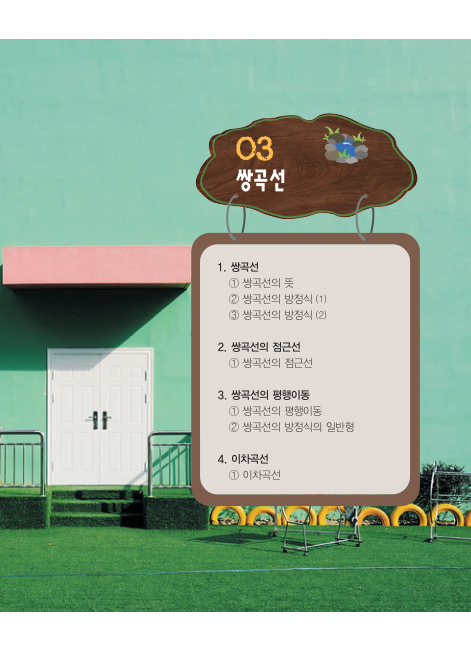 03
쌍곡선
1. 쌍곡선
① 쌍곡선의 뜻
② 쌍곡선의 방정식 (1)
③ 쌍곡선의 방정식 (2)
2. 쌍곡선의 점근선
① 쌍곡선의 점근선
3. 쌍곡선의 평행이동
① 쌍곡선의 평행이동
② 쌍곡선의 방정식의 일반형
4. 이차곡선
① 이차곡선